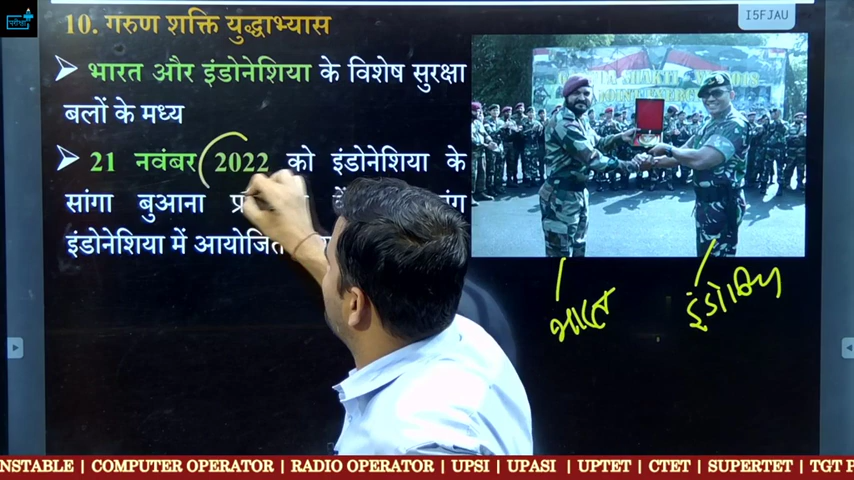 परीक्षा
10. गरुण शक्ति युद्धाभ्यास
I5FJAU
➤ भारत और इंडोनेशिया के विशेष सुरक्षा
बलों के मध्य
➤ 21 नवंबर 2022 को इंडोनेशिया के
सांगा बुआना
इंडोनेशिया में आयोजित
भारत
इंडोनेशिया
NSTABLE | COMPUTER OPERATOR | RADIO OPERATOR | UPSI | UPASI | UPTET | CTET | SUPERTET | TGT P